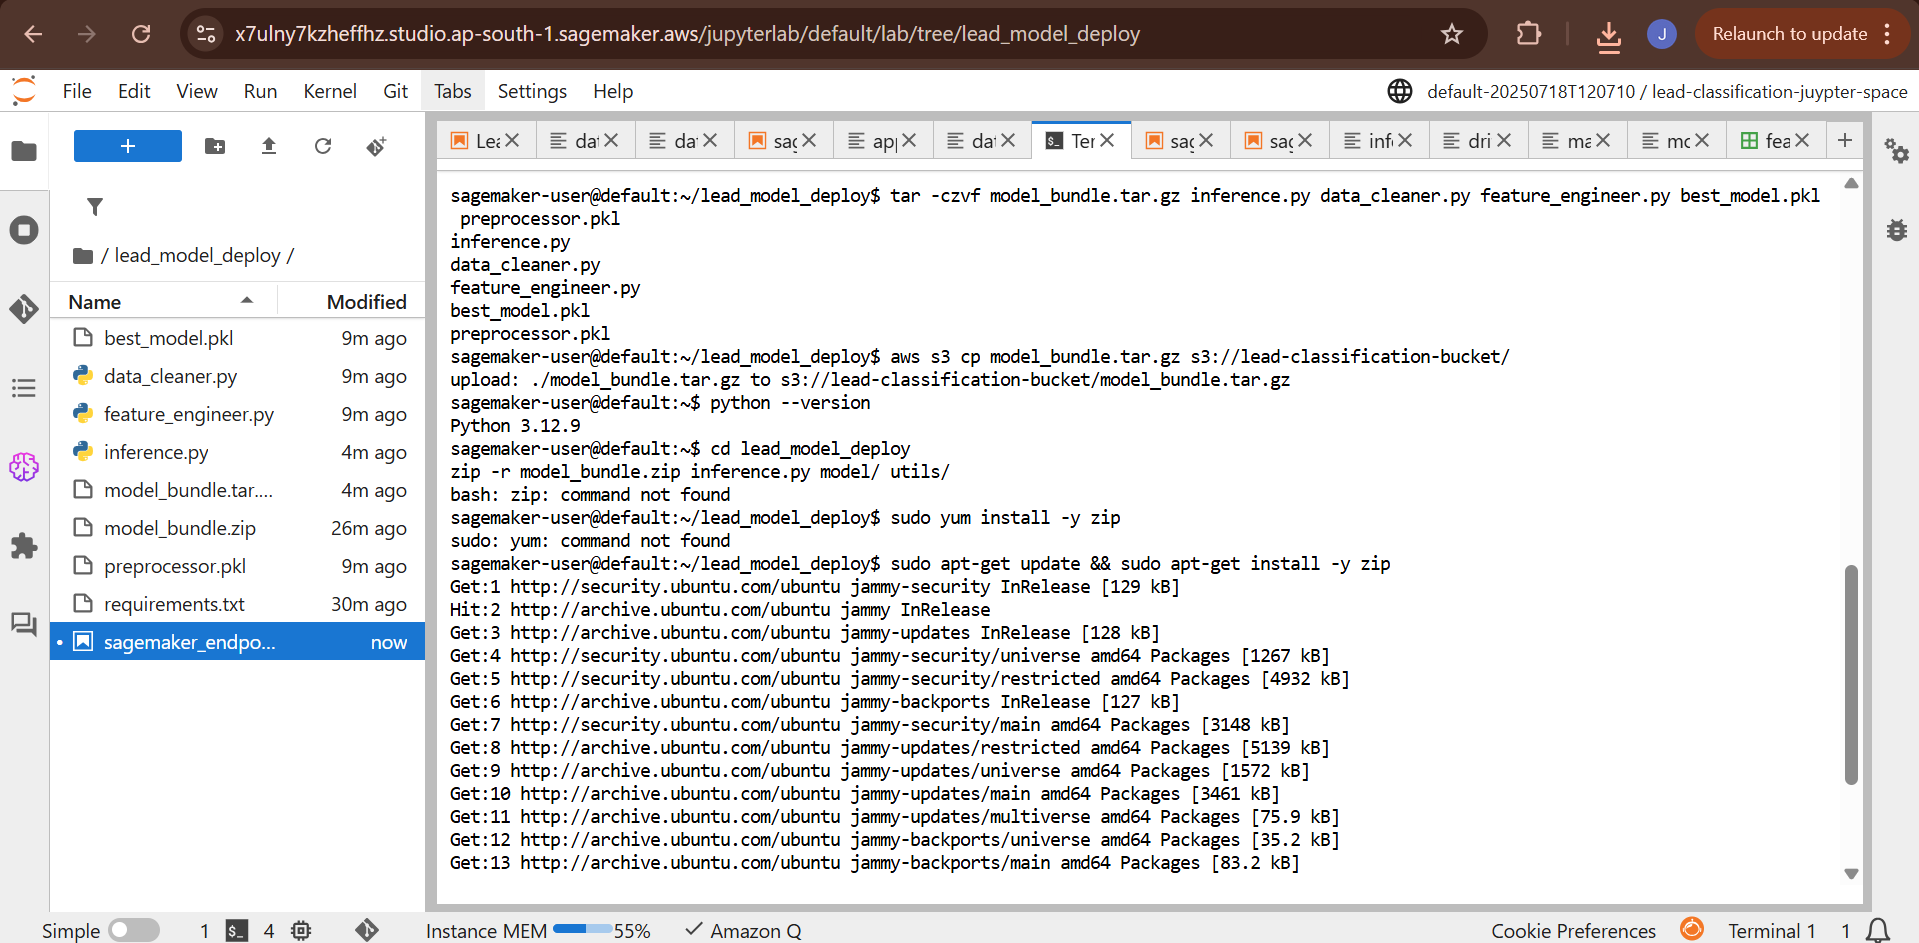 x7ulny7kzheffhz.studio.ap-south-1.sagemaker.aws/jupyterlab/default/lab/tree/lead_model_deploy
J
Relaunch to update
File Edit View Run Kernel Git Tabs Settings Help
default-20250718T120710 / lead-classification-juypter-space
+
Lea
dat
dat
sag
app
dat
Ter
sag
sag
info
dri
ma
mo
fea
+
/ lead_model_deploy /
Name Modified
best_model.pkl 9m ago
data_cleaner.py 9m ago
feature_engineer.py 9m ago
inference.py 4m ago
model_bundle.tar.... 4m ago
model_bundle.zip 26m ago
preprocessor.pkl 9m ago
requirements.txt 30m ago
sagemaker_endpo... now
sagemaker-user@default:~/lead_model_deploy$ tar -czvf model_bundle.tar.gz inference.py data_cleaner.py feature_engineer.py best_model.pkl
preprocessor.pkl
inference.py
data_cleaner.py
feature_engineer.py
best_model.pkl
preprocessor.pkl
sagemaker-user@default:~/lead_model_deploy$ aws s3 cp model_bundle.tar.gz s3://lead-classification-bucket/
upload: ./model_bundle.tar.gz to s3://lead-classification-bucket/model_bundle.tar.gz
sagemaker-user@default:~$ python --version
Python 3.12.9
sagemaker-user@default:~$ cd lead_model_deploy
zip -r model_bundle.zip inference.py model/ utils/
bash: zip: command not found
sagemaker-user@default:~/lead_model_deploy$ sudo yum install -y zip
sudo: yum: command not found
sagemaker-user@default:~/lead_model_deploy$ sudo apt-get update && sudo apt-get install -y zip
Get:1 http://security.ubuntu.com/ubuntu jammy-security InRelease [129 kB]
Hit:2 http://archive.ubuntu.com/ubuntu jammy InRelease
Get:3 http://archive.ubuntu.com/ubuntu jammy-updates InRelease [128 kB]
Get:4 http://security.ubuntu.com/ubuntu jammy-security/universe amd64 Packages [1267 kB]
Get:5 http://security.ubuntu.com/ubuntu jammy-security/restricted amd64 Packages [4932 kB]
Get:6 http://archive.ubuntu.com/ubuntu jammy-backports InRelease [127 kB]
Get:7 http://security.ubuntu.com/ubuntu jammy-security/main amd64 Packages [3148 kB]
Get:8 http://archive.ubuntu.com/ubuntu jammy-updates/restricted amd64 Packages [5139 kB]
Get:9 http://archive.ubuntu.com/ubuntu jammy-updates/universe amd64 Packages [1572 kB]
Get:10 http://archive.ubuntu.com/ubuntu jammy-updates/main amd64 Packages [3461 kB]
Get:11 http://archive.ubuntu.com/ubuntu jammy-updates/multiverse amd64 Packages [75.9 kB]
Get:12 http://archive.ubuntu.com/ubuntu jammy-backports/universe amd64 Packages [35.2 kB]
Get:13 http://archive.ubuntu.com/ubuntu jammy-backports/main amd64 Packages [83.2 kB]
Simple 1 $_ 4 Instance MEM 55% Amazon Q Cookie Preferences Terminal 1 1